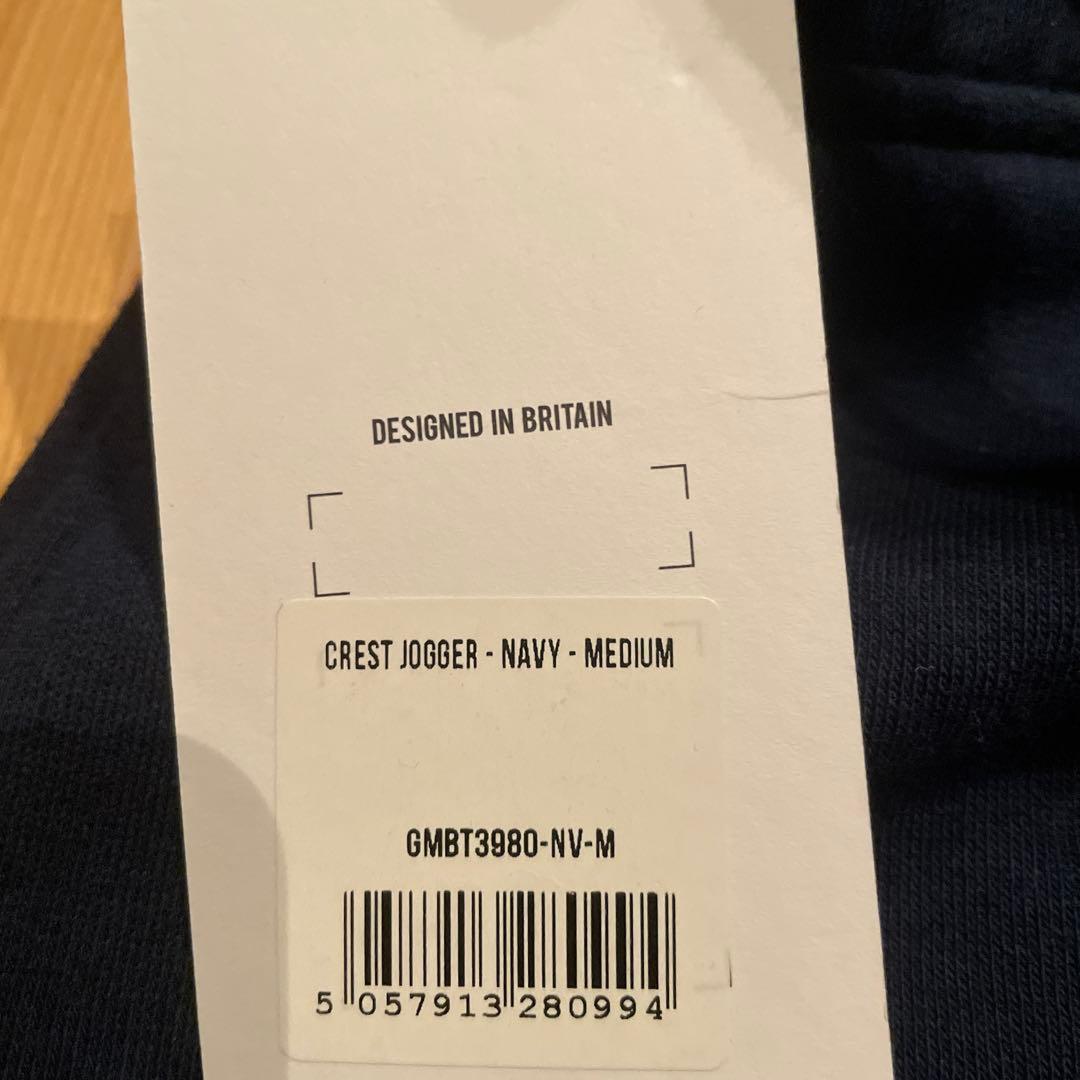 DESIGNED IN BRITAIN
CREST JOGGER - NAVY - MEDIUM
GMBT3980-NV-M
5 057913 280994